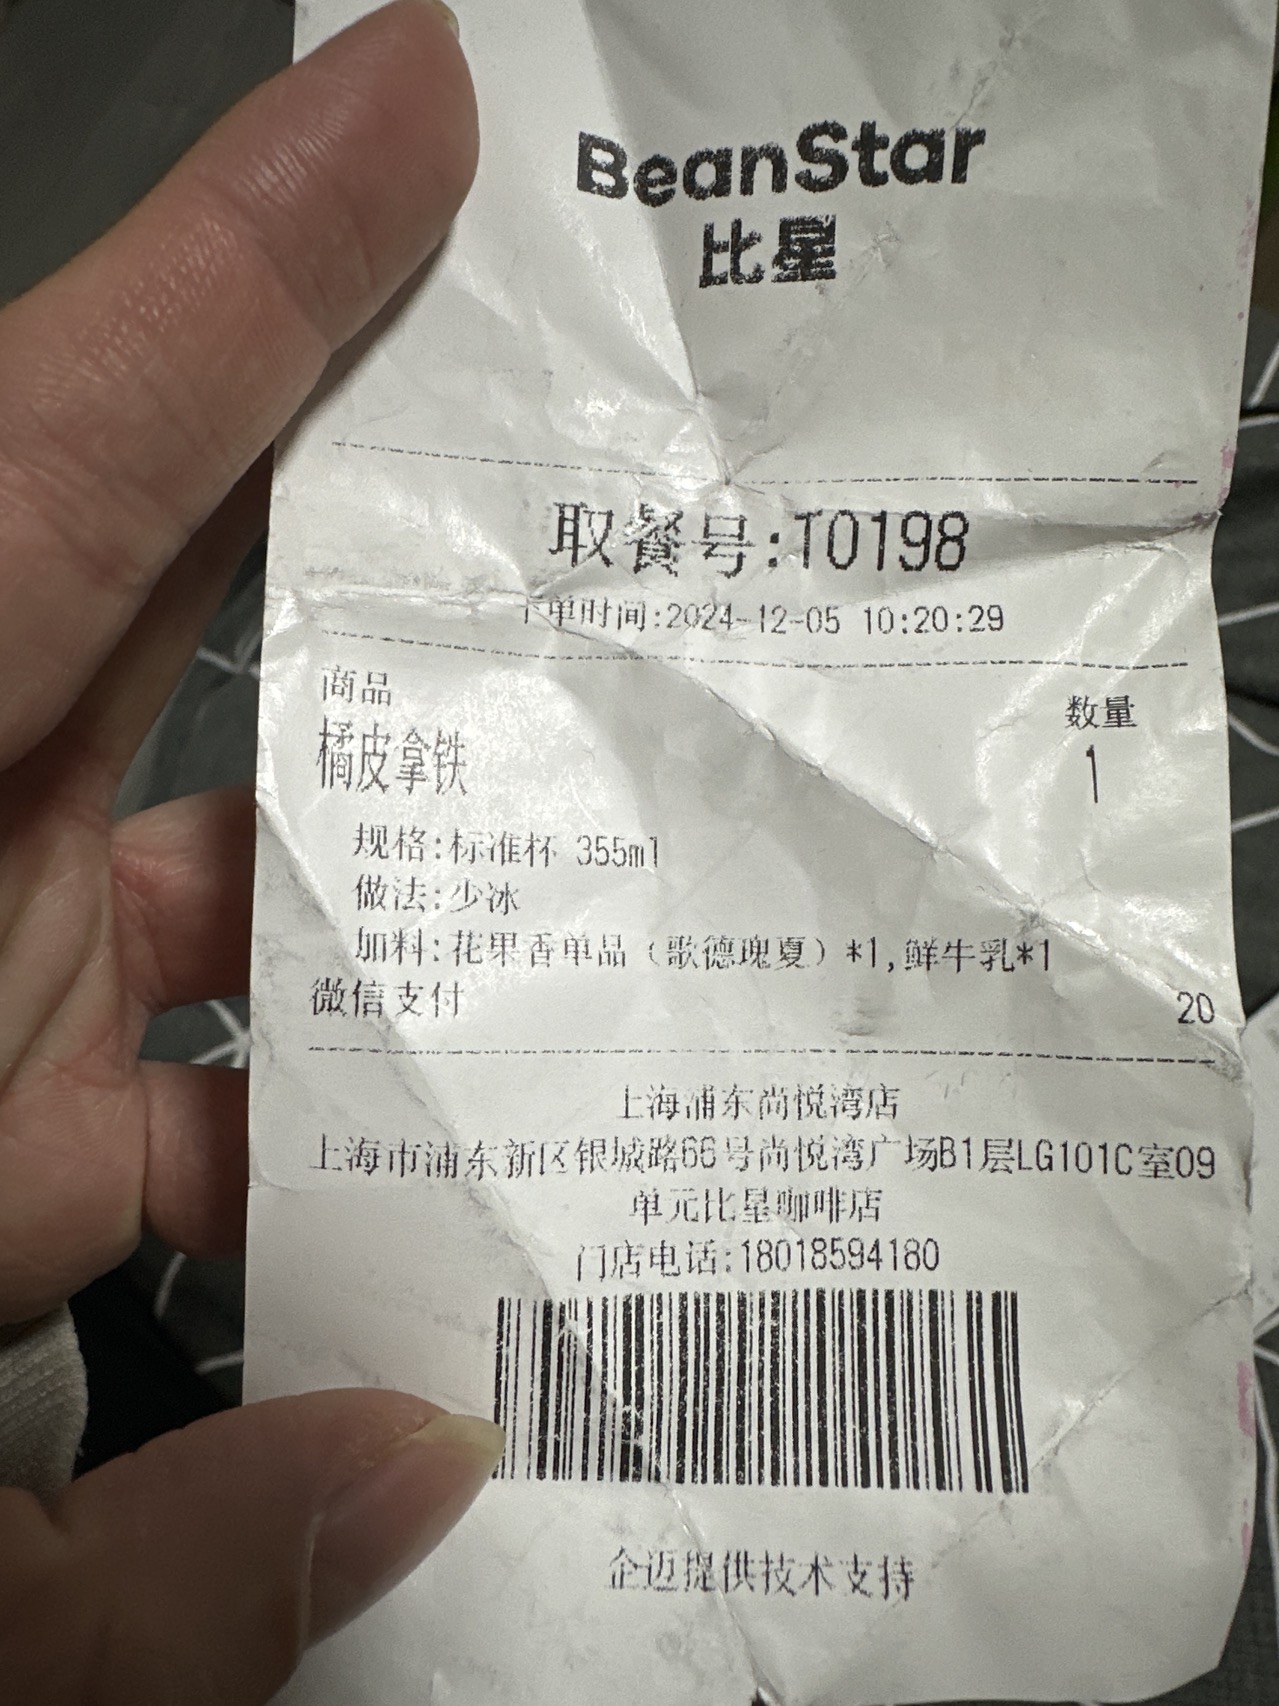 BeanStar
比星
取餐号:T0198
下单时间:2024-12-05 10:20:29
商品 数量
橘皮拿铁 1
规格:标准杯 355ml
做法:少冰
加料:花果香单品（歌德瑰夏）*1,鲜牛乳*1
微信支付 20
上海浦东尚悦湾店
上海市浦东新区银城路66号尚悦湾广场B1层LG101C室09
单元比星咖啡店
门店电话:18018594180
企迈提供技术支持